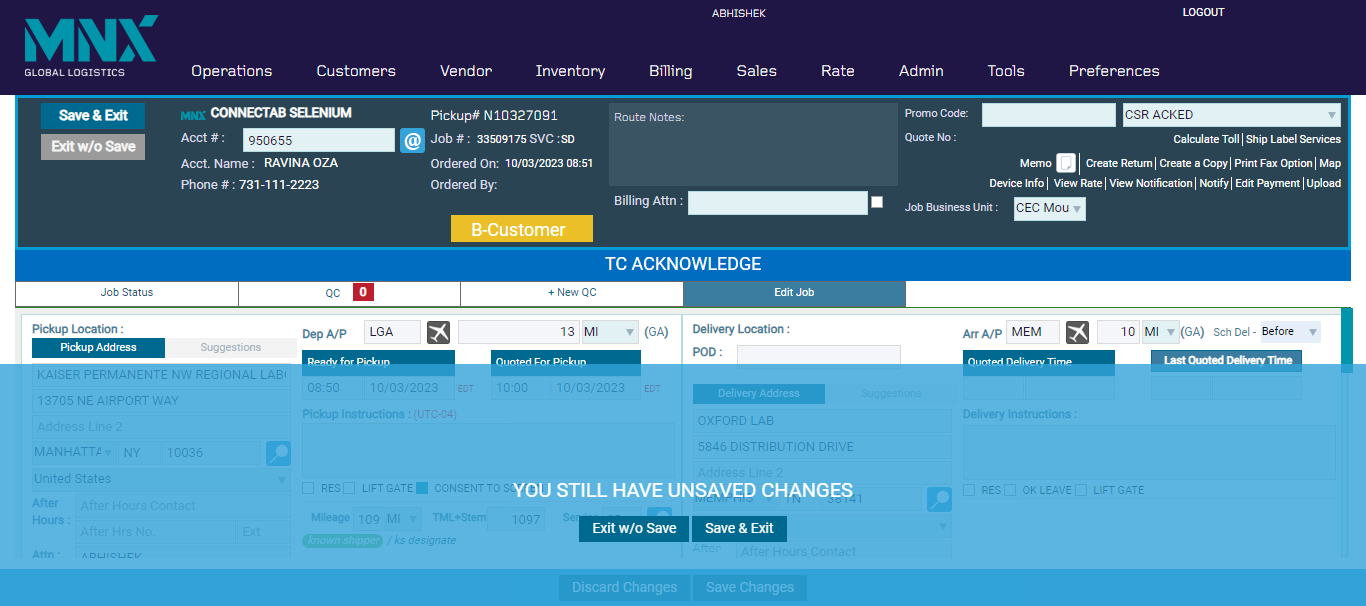 ABHISHEK LOGOUT
MNX
GLOBAL LOGISTICS
Operations Customers Vendor Inventory Billing Sales Rate Admin Tools Preferences
Save & Exit
Exit w/o Save
MNX CONNECTAB SELENIUM
Acct # : 950655 @
Acct. Name : RAVINA OZA
Phone # : 731-111-2223
Pickup# N10327091
Job # : 33509175 SVC :SD
Ordered On: 10/03/2023 08:51
Ordered By:
B-Customer
Route Notes:
Billing Attn :
Promo Code: CSR ACKED
Quote No :
Calculate Toll | Ship Label Services
Memo Create Return | Create a Copy | Print Fax Option | Map
Device Info | View Rate | View Notification | Notify | Edit Payment | Upload
Job Business Unit : CEC Mou
TC ACKNOWLEDGE
Job Status QC 0 + New QC Edit Job
Pickup Location :
Pickup Address Suggestions
KAISER PERMANENTE NW REGIONAL LAB
13705 NE AIRPORT WAY
Address Line 2
MANHATTA NY 10036
United States
After Hours : After Hours Contact
After Hrs No. Ext
Attn : ABHISHEK
Dep A/P LGA 13 MI (GA)
Ready for Pickup Quoted For Pickup
08:50 10/03/2023 EDT 10:00 10/03/2023 EDT
Pickup Instructions : (UTC-04)
RES LIFT GATE CONSENT TO
Mileage 109 MI TML+Stem 1097
known shipper / ks designate
Delivery Location :
POD :
Delivery Address Suggestions
OXFORD LAB
5846 DISTRIBUTION DRIVE
Address Line 2
MEMPHIS TN 38141
After After Hours Contact
Arr A/P MEM 10 MI (GA) Sch Del - Before
Quoted Delivery Time Last Quoted Delivery Time
Delivery Instructions :
RES OK LEAVE LIFT GATE
YOU STILL HAVE UNSAVED CHANGES
Exit w/o Save Save & Exit
Discard Changes Save Changes